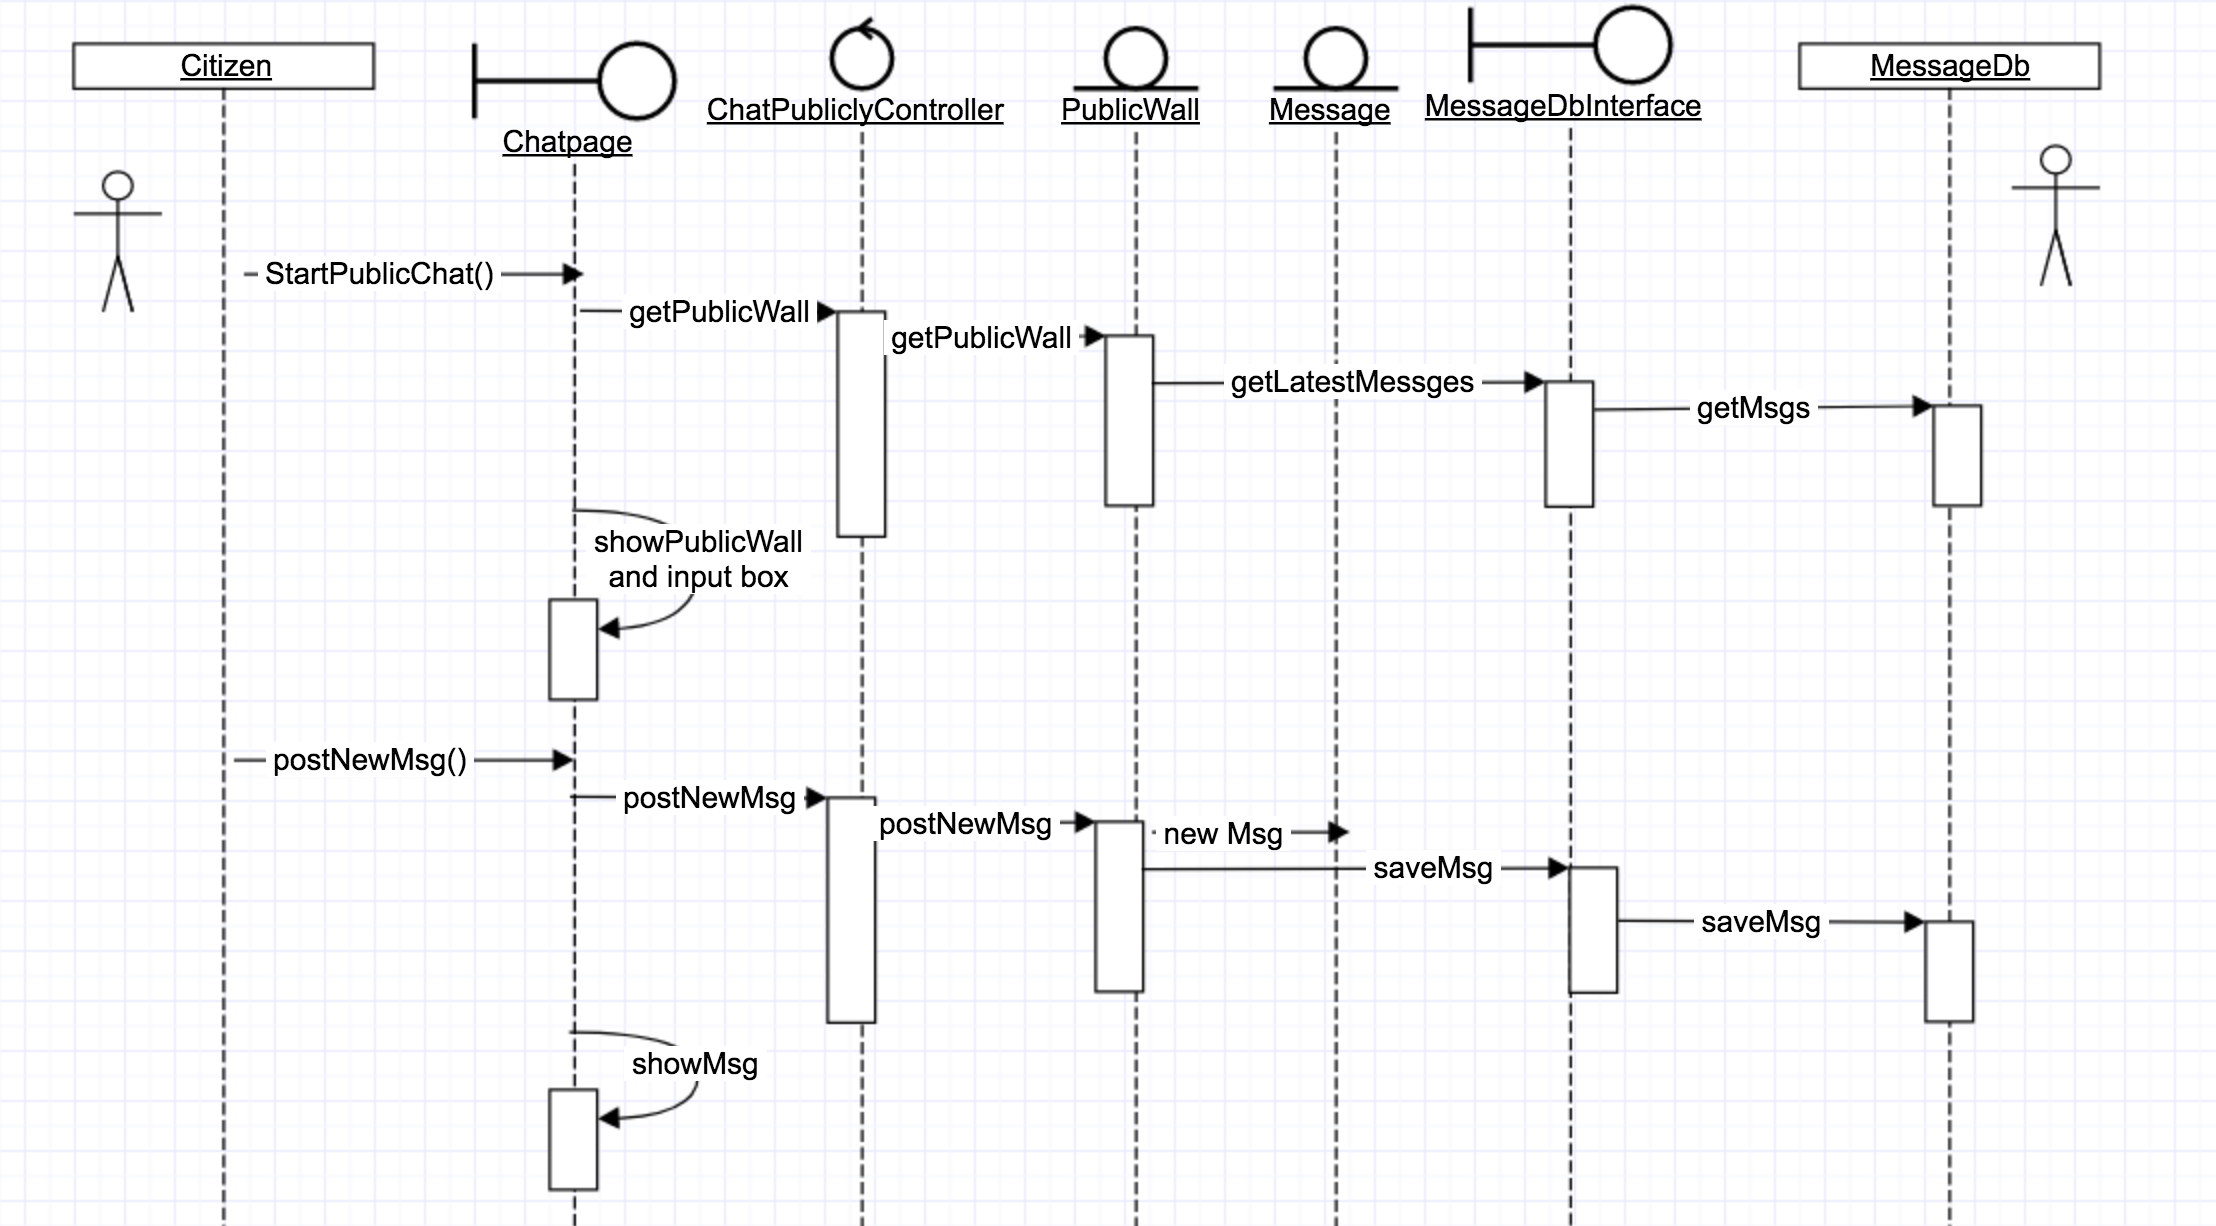 Citizen
Chatpage
ChatPubliclyController
PublicWall
Message
MessageDbInterface
MessageDb
StartPublicChat()
getPublicWall
getPublicWall
getLatestMessges
getMsgs
showPublicWall
and input box
postNewMsg()
postNewMsg
postNewMsg
new Msg
saveMsg
saveMsg
showMsg